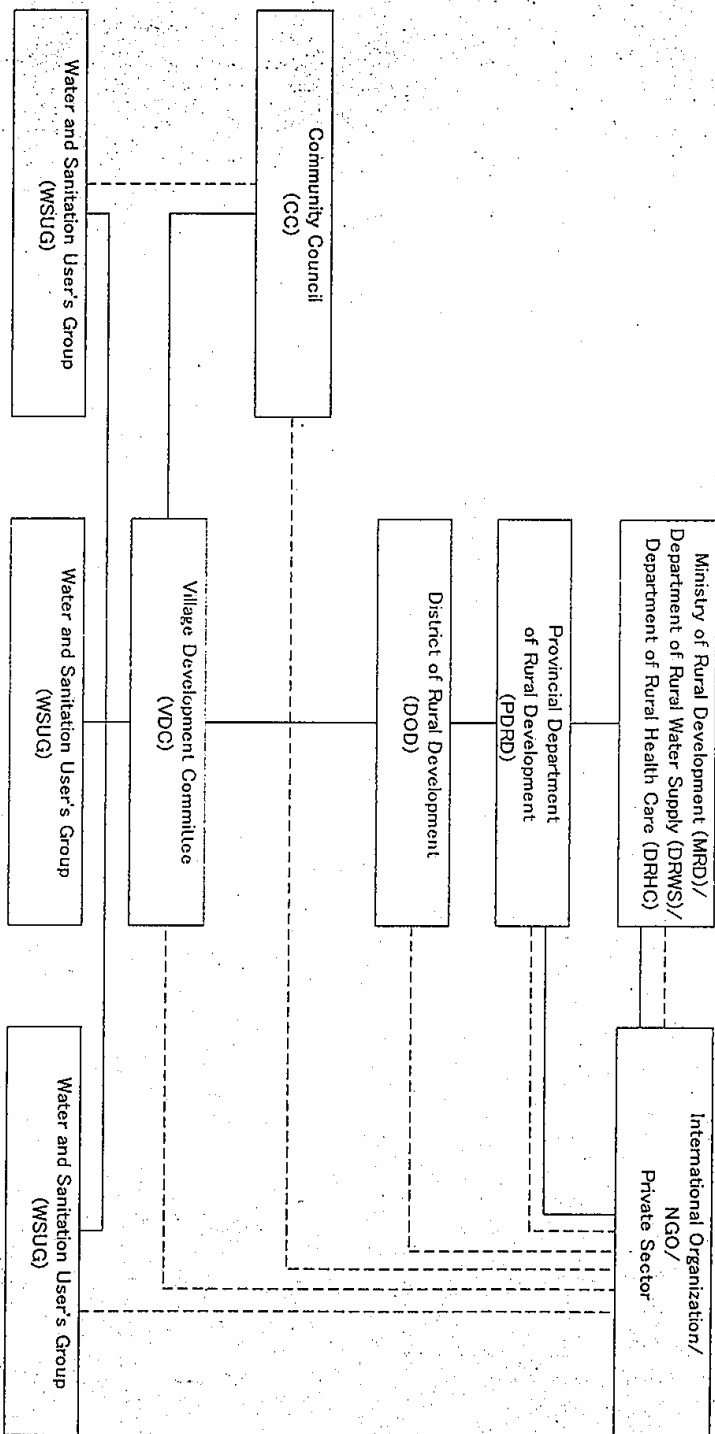 Ministry of Rural Development (MRD)/
Department of Rural Water Supply (DRWS)/
Department of Rural Health Care (DRHC)
International Organization/
NGO/
Private Sector
Provincial Department
of Rural Development
(PDRD)
District of Rural Development
(DOD)
Community Council
(CC)
Village Development Committee
(VDC)
Water and Sanitation User's Group
(WSUG)
Water and Sanitation User's Group
(WSUG)
Water and Sanitation User's Group
(WSUG)